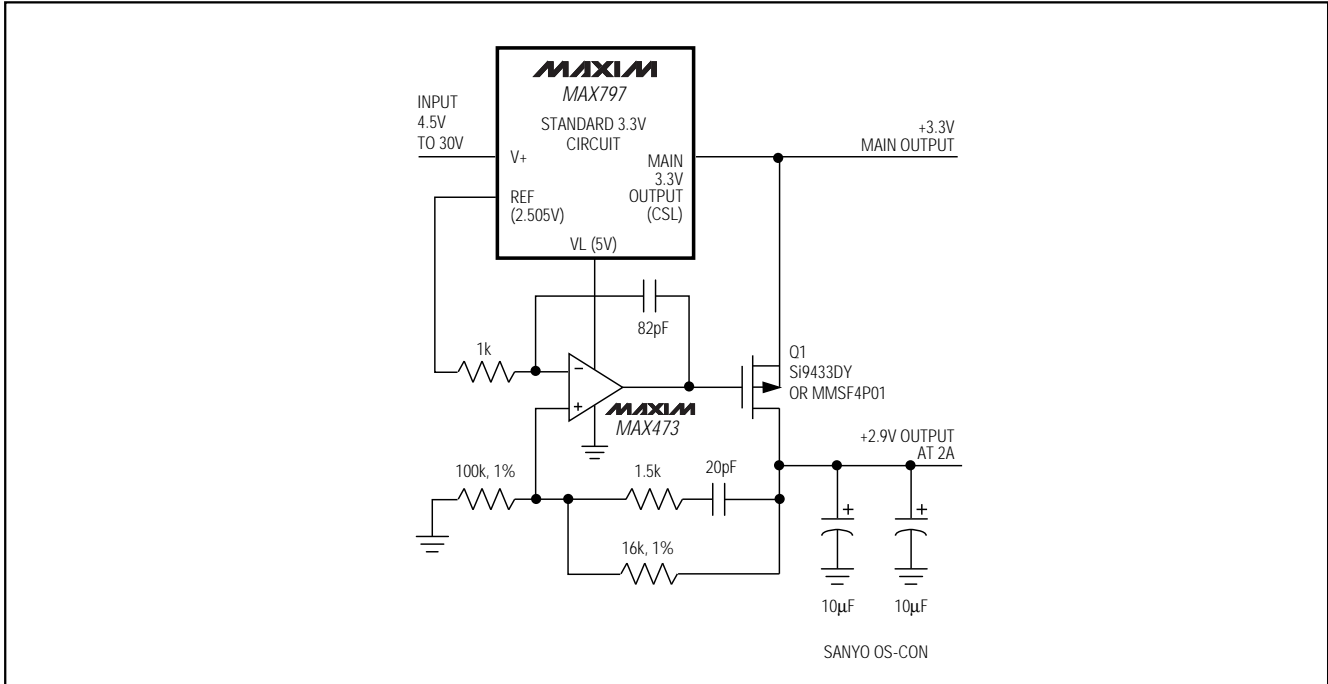 MAXIM
MAX797
STANDARD 3.3V
CIRCUIT
INPUT
4.5V
TO 30V
V+
REF
(2.505V)
MAIN
3.3V
OUTPUT
(CSL)
VL (5V)
+3.3V
MAIN OUTPUT
82pF
1k
−
+
MAXIM
MAX473
Q1
Si9433DY
OR MMSF4P01
+2.9V OUTPUT
AT 2A
100k, 1%
1.5k
20pF
16k, 1%
+
+
10μF
10μF
SANYO OS-CON